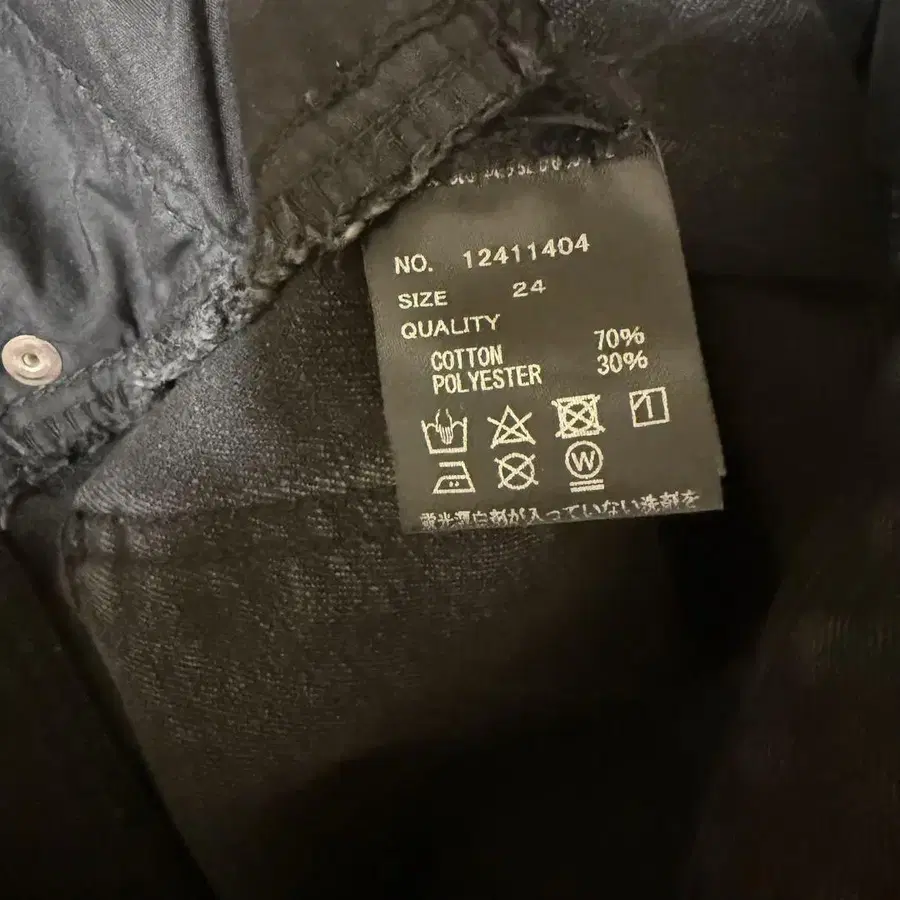 NO. 12411404
SIZE 24
QUALITY
COTTON 70%
POLYESTER 30%
W
蛍光漂白剤が入っていない洗剤を